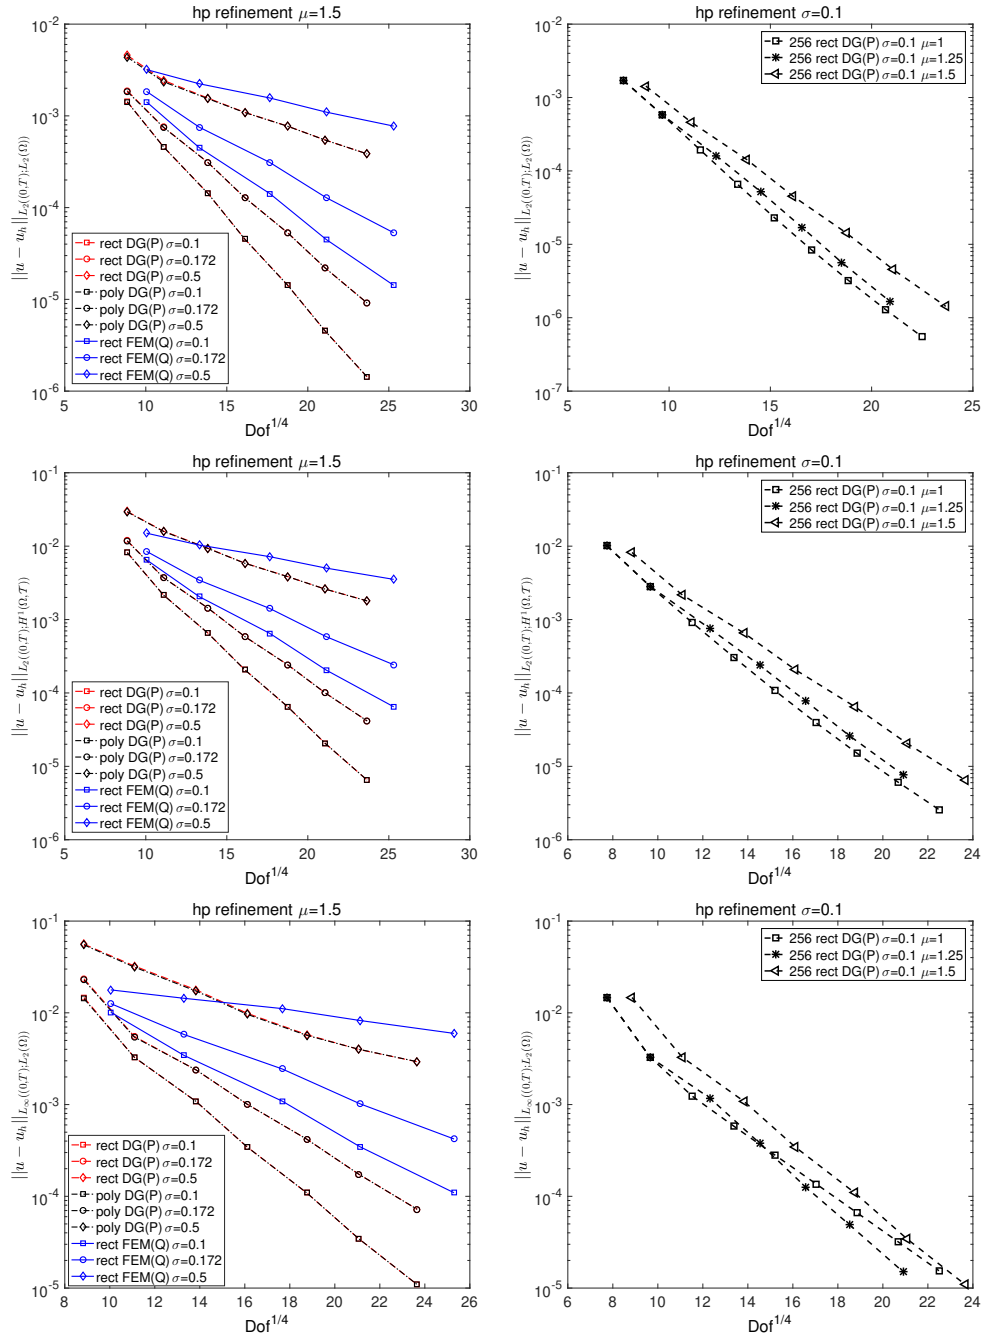 hp refinement μ=1.5
10^-2
10^-3
10^-4
10^-5
10^-6
||u − u_h||_{L_2((0,T);L_2(Ω))}
rect DG(P) σ=0.1
rect DG(P) σ=0.172
rect DG(P) σ=0.5
poly DG(P) σ=0.1
poly DG(P) σ=0.172
poly DG(P) σ=0.5
rect FEM(Q) σ=0.1
rect FEM(Q) σ=0.172
rect FEM(Q) σ=0.5
5 10 15 20 25 30
Dof^1/4
hp refinement σ=0.1
10^-2
10^-3
10^-4
10^-5
10^-6
10^-7
||u − u_h||_{L_2((0,T);L_2(Ω))}
256 rect DG(P) σ=0.1 μ=1
256 rect DG(P) σ=0.1 μ=1.25
256 rect DG(P) σ=0.1 μ=1.5
5 10 15 20 25
Dof^1/4
hp refinement μ=1.5
10^-1
10^-2
10^-3
10^-4
10^-5
10^-6
||u − u_h||_{L_2((0,T);H^1(Ω,T))}
rect DG(P) σ=0.1
rect DG(P) σ=0.172
rect DG(P) σ=0.5
poly DG(P) σ=0.1
poly DG(P) σ=0.172
poly DG(P) σ=0.5
rect FEM(Q) σ=0.1
rect FEM(Q) σ=0.172
rect FEM(Q) σ=0.5
5 10 15 20 25 30
Dof^1/4
hp refinement σ=0.1
10^-1
10^-2
10^-3
10^-4
10^-5
10^-6
||u − u_h||_{L_2((0,T);H^1(Ω,T))}
256 rect DG(P) σ=0.1 μ=1
256 rect DG(P) σ=0.1 μ=1.25
256 rect DG(P) σ=0.1 μ=1.5
6 8 10 12 14 16 18 20 22 24
Dof^1/4
hp refinement μ=1.5
10^-1
10^-2
10^-3
10^-4
10^-5
||u − u_h||_{L_∞((0,T);L_2(Ω))}
rect DG(P) σ=0.1
rect DG(P) σ=0.172
rect DG(P) σ=0.5
poly DG(P) σ=0.1
poly DG(P) σ=0.172
poly DG(P) σ=0.5
rect FEM(Q) σ=0.1
rect FEM(Q) σ=0.172
rect FEM(Q) σ=0.5
8 10 12 14 16 18 20 22 24 26
Dof^1/4
hp refinement σ=0.1
10^-1
10^-2
10^-3
10^-4
10^-5
||u − u_h||_{L_∞((0,T);L_2(Ω))}
256 rect DG(P) σ=0.1 μ=1
256 rect DG(P) σ=0.1 μ=1.25
256 rect DG(P) σ=0.1 μ=1.5
6 8 10 12 14 16 18 20 22 24
Dof^1/4